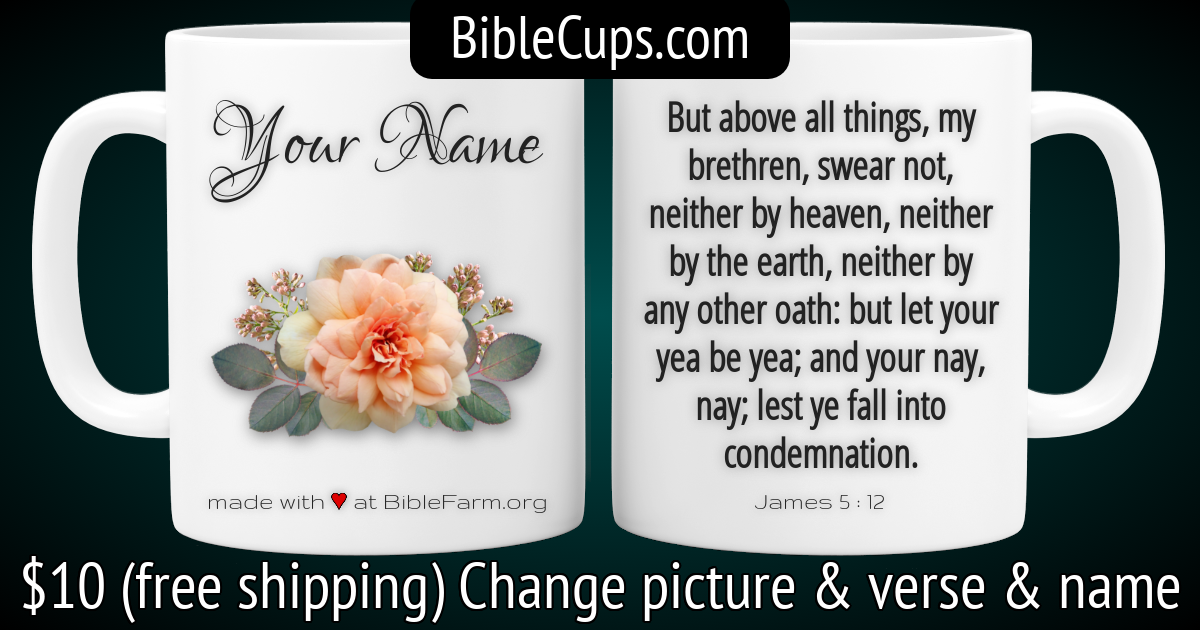 BibleCups.com
Your Name
made with ♥ at BibleFarm.org
But above all things, my
brethren, swear not,
neither by heaven, neither
by the earth, neither by
any other oath: but let your
yea be yea; and your nay,
nay; lest ye fall into
condemnation.
James 5 : 12
$10 (free shipping) Change picture & verse & name